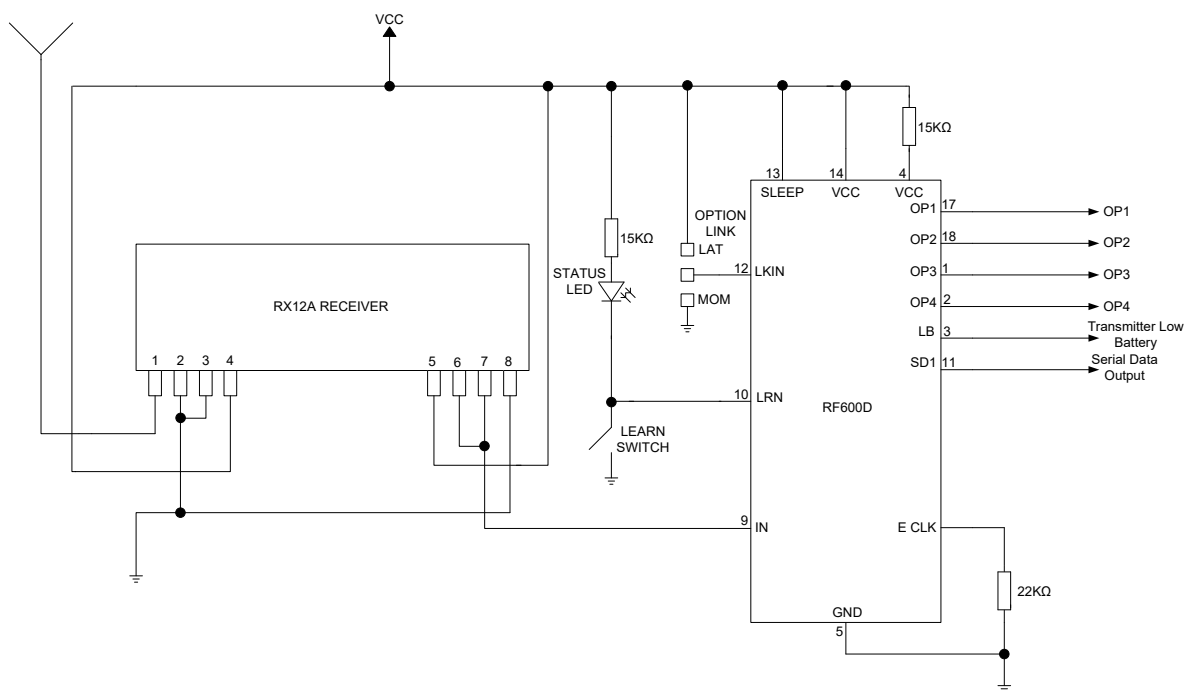 VCC
15KΩ
13
14
4
SLEEP
VCC
VCC
OP1
17
OP1
OPTION
LINK
15KΩ
LAT
OP2
18
OP2
STATUS
LED
12
LKIN
OP3
1
OP3
RX12A RECEIVER
MOM
OP4
2
OP4
LB
3
Transmitter Low
Battery
SD1
11
Serial Data
Output
1
2
3
4
5
6
7
8
10
LRN
RF600D
LEARN
SWITCH
9
IN
E CLK
22KΩ
GND
5